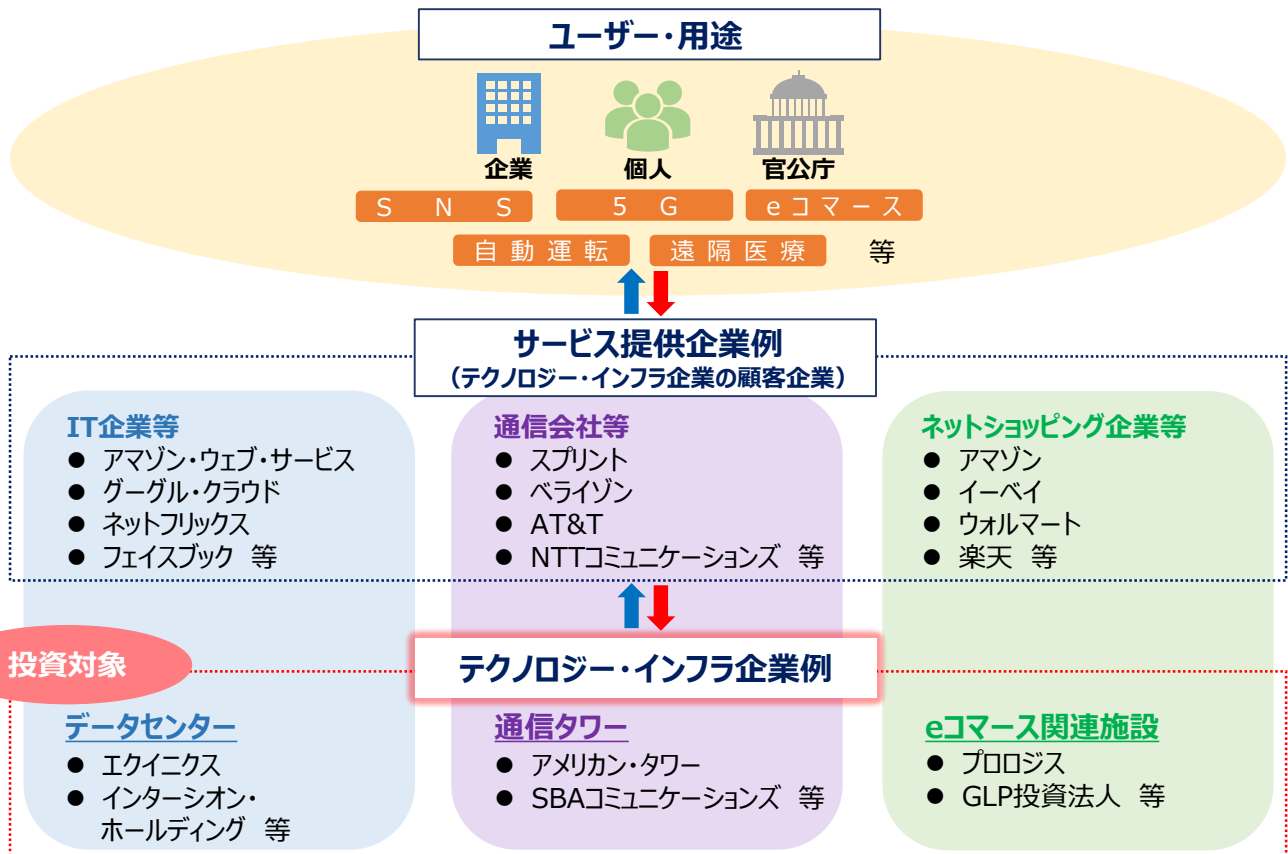 ユーザー・用途
企業
個人
官公庁
SNS
5G
eコマース
自動運転
遠隔医療
等
サービス提供企業例
（テクノロジー・インフラ企業の顧客企業）
IT企業等
● アマゾン・ウェブ・サービス
● グーグル・クラウド
● ネットフリックス
● フェイスブック 等
通信会社等
● スプリント
● ベライゾン
● AT&T
● NTTコミュニケーションズ 等
ネットショッピング企業等
● アマゾン
● イーベイ
● ウォルマート
● 楽天 等
投資対象
テクノロジー・インフラ企業例
データセンター
● エクイニクス
● インターシオン・
ホールディング 等
通信タワー
● アメリカン・タワー
● SBAコミュニケーションズ 等
eコマース関連施設
● プロロジス
● GLP投資法人 等